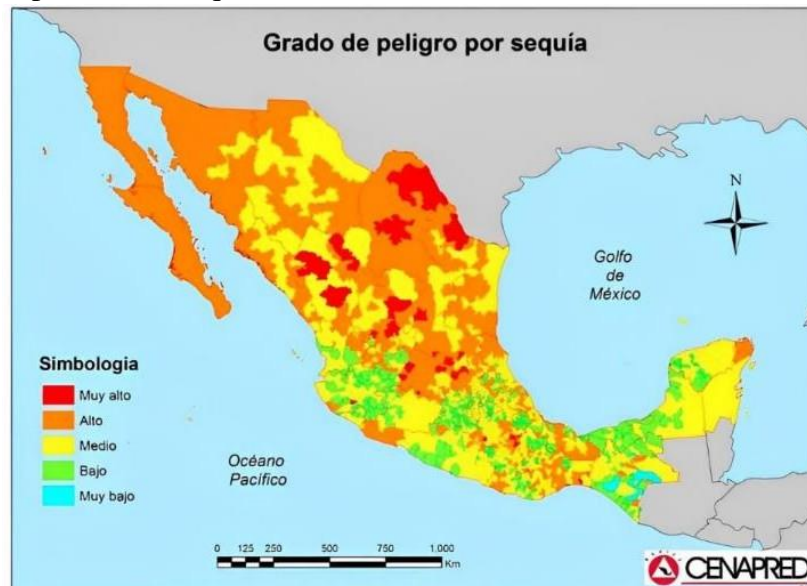 Grado de peligro por sequía
N
Golfo
de
México
Simbologia
Muy alto
Alto
Medio
Bajo
Muy bajo
Océano
Pacífico
0 125 250 500 750 1,000
Km
CENAPRED